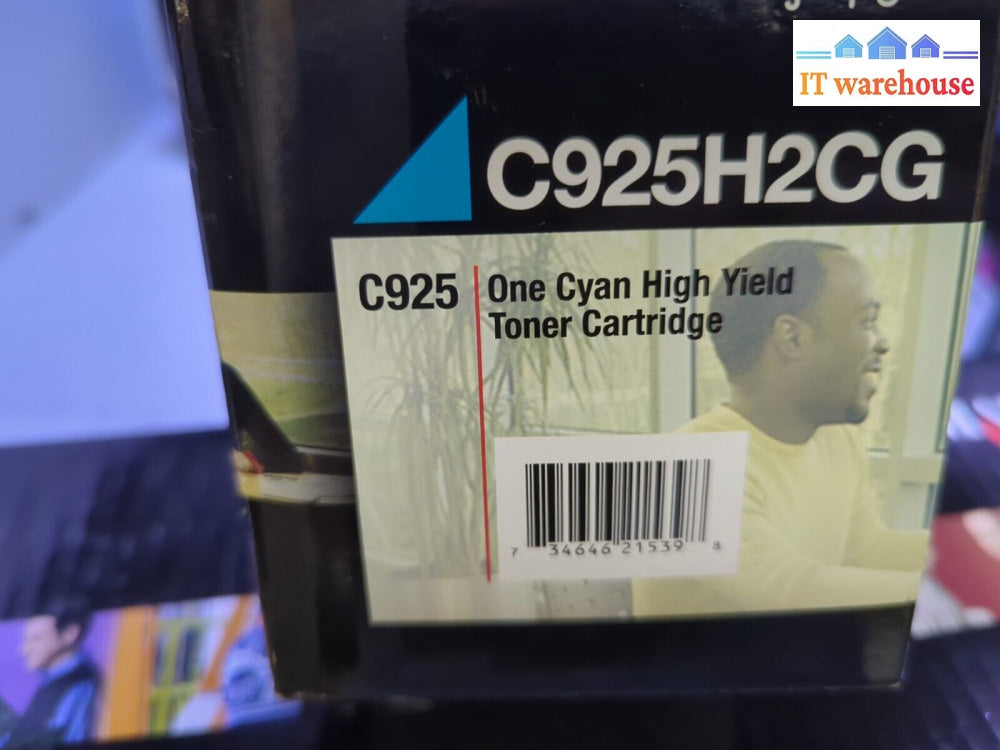 IT warehouse
C925H2CG
C925
One Cyan High Yield
Toner Cartridge
7 34646 21539 8